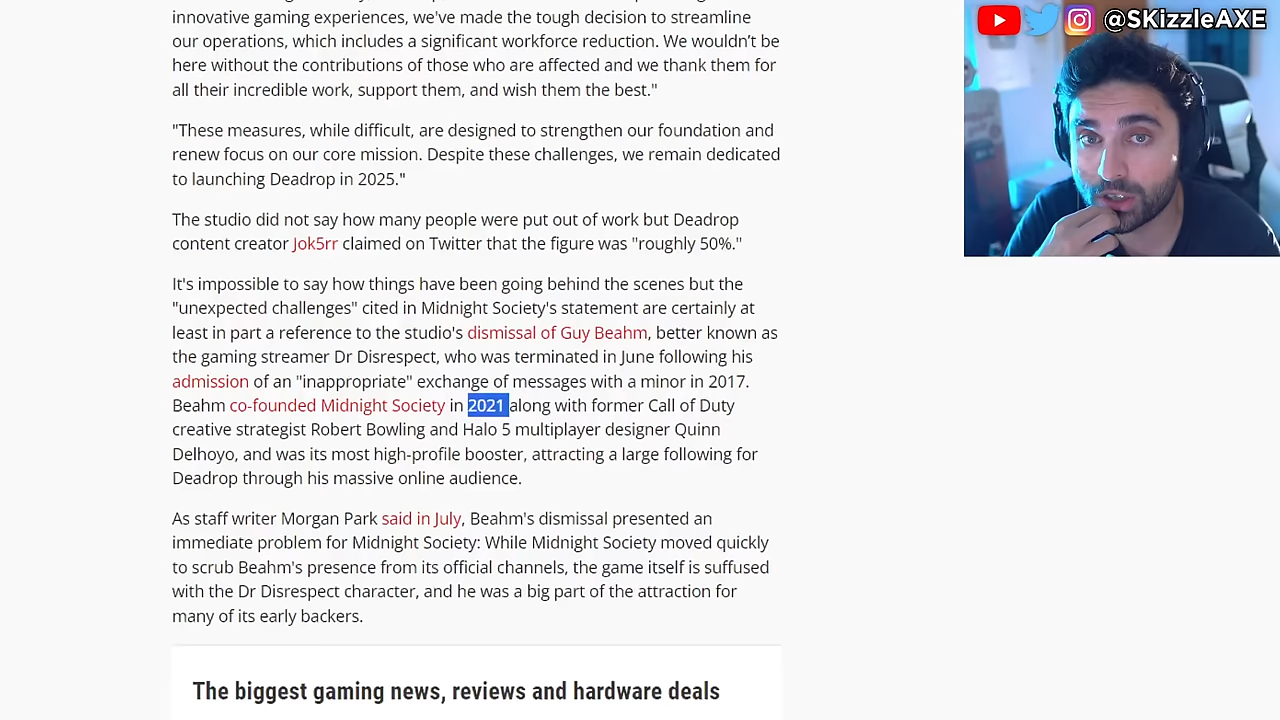 innovative gaming experiences, we've made the tough decision to streamline
our operations, which includes a significant workforce reduction. We wouldn’t be
here without the contributions of those who are affected and we thank them for
all their incredible work, support them, and wish them the best."
"These measures, while difficult, are designed to strengthen our foundation and
renew focus on our core mission. Despite these challenges, we remain dedicated
to launching Deadrop in 2025."
The studio did not say how many people were put out of work but Deadrop
content creator Jok5rr claimed on Twitter that the figure was "roughly 50%."
It's impossible to say how things have been going behind the scenes but the
"unexpected challenges" cited in Midnight Society's statement are certainly at
least in part a reference to the studio's dismissal of Guy Beahm, better known as
the gaming streamer Dr Disrespect, who was terminated in June following his
admission of an "inappropriate" exchange of messages with a minor in 2017.
Beahm co-founded Midnight Society in 2021 along with former Call of Duty
creative strategist Robert Bowling and Halo 5 multiplayer designer Quinn
Delhoyo, and was its most high-profile booster, attracting a large following for
Deadrop through his massive online audience.
As staff writer Morgan Park said in July, Beahm's dismissal presented an
immediate problem for Midnight Society: While Midnight Society moved quickly
to scrub Beahm's presence from its official channels, the game itself is suffused
with the Dr Disrespect character, and he was a big part of the attraction for
many of its early backers.
The biggest gaming news, reviews and hardware deals
@SKizzleAXE